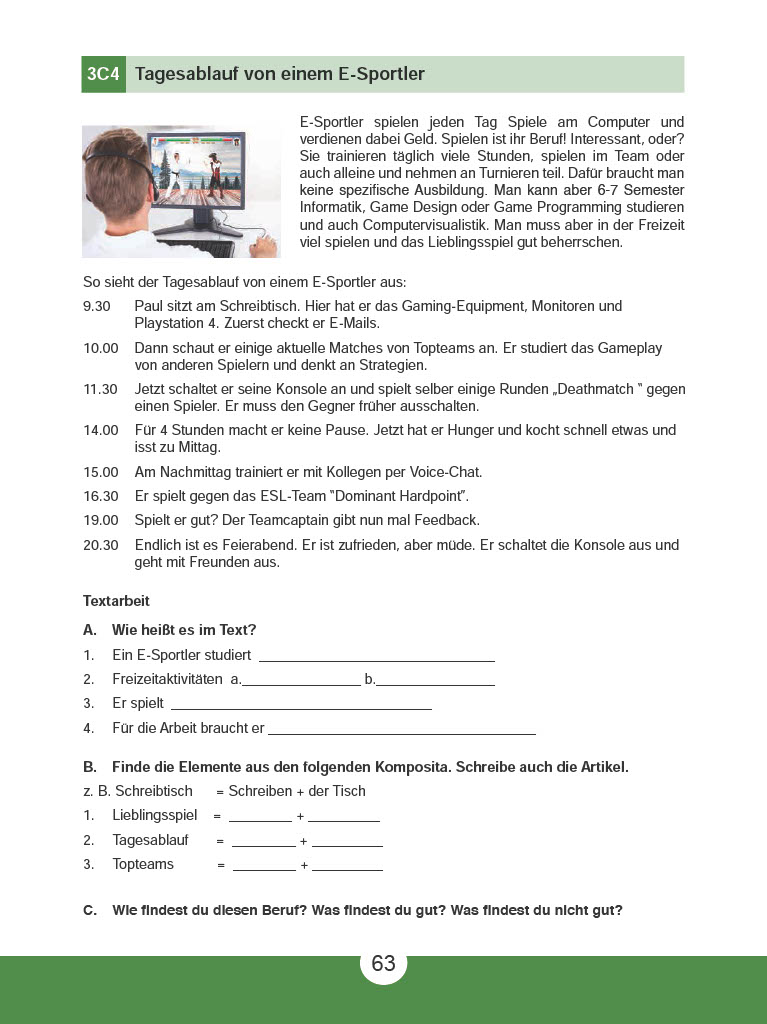 3C4 Tagesablauf von einem E-Sportler
E-Sportler spielen jeden Tag Spiele am Computer und
verdienen dabei Geld. Spielen ist ihr Beruf! Interessant, oder?
Sie trainieren täglich viele Stunden, spielen im Team oder
auch alleine und nehmen an Turnieren teil. Dafür braucht man
keine spezifische Ausbildung. Man kann aber 6-7 Semester
Informatik, Game Design oder Game Programming studieren
und auch Computervisualistik. Man muss aber in der Freizeit
viel spielen und das Lieblingsspiel gut beherrschen.
So sieht der Tagesablauf von einem E-Sportler aus:
9.30 Paul sitzt am Schreibtisch. Hier hat er das Gaming-Equipment, Monitoren und
Playstation 4. Zuerst checkt er E-Mails.
10.00 Dann schaut er einige aktuelle Matches von Topteams an. Er studiert das Gameplay
von anderen Spielern und denkt an Strategien.
11.30 Jetzt schaltet er seine Konsole an und spielt selber einige Runden „Deathmatch “ gegen
einen Spieler. Er muss den Gegner früher ausschalten.
14.00 Für 4 Stunden macht er keine Pause. Jetzt hat er Hunger und kocht schnell etwas und
isst zu Mittag.
15.00 Am Nachmittag trainiert er mit Kollegen per Voice-Chat.
16.30 Er spielt gegen das ESL-Team “Dominant Hardpoint”.
19.00 Spielt er gut? Der Teamcaptain gibt nun mal Feedback.
20.30 Endlich ist es Feierabend. Er ist zufrieden, aber müde. Er schaltet die Konsole aus und
geht mit Freunden aus.
Textarbeit
A. Wie heißt es im Text?
1. Ein E-Sportler studiert ______________________________
2. Freizeitaktivitäten a._______________ b._______________
3. Er spielt _________________________________
4. Für die Arbeit braucht er __________________________________
B. Finde die Elemente aus den folgenden Komposita. Schreibe auch die Artikel.
z. B. Schreibtisch = Schreiben + der Tisch
1. Lieblingsspiel = ________ + _________
2. Tagesablauf = ________ + _________
3. Topteams = ________ + _________
C. Wie findest du diesen Beruf? Was findest du gut? Was findest du nicht gut?
63